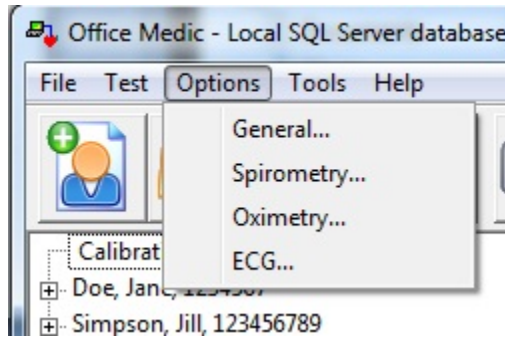 Office Medic - Local SQL Server database
File Test Options Tools Help
General...
Spirometry...
Oximetry...
ECG...
Doe, Jane, 1234567
Simpson, Jill, 123456789